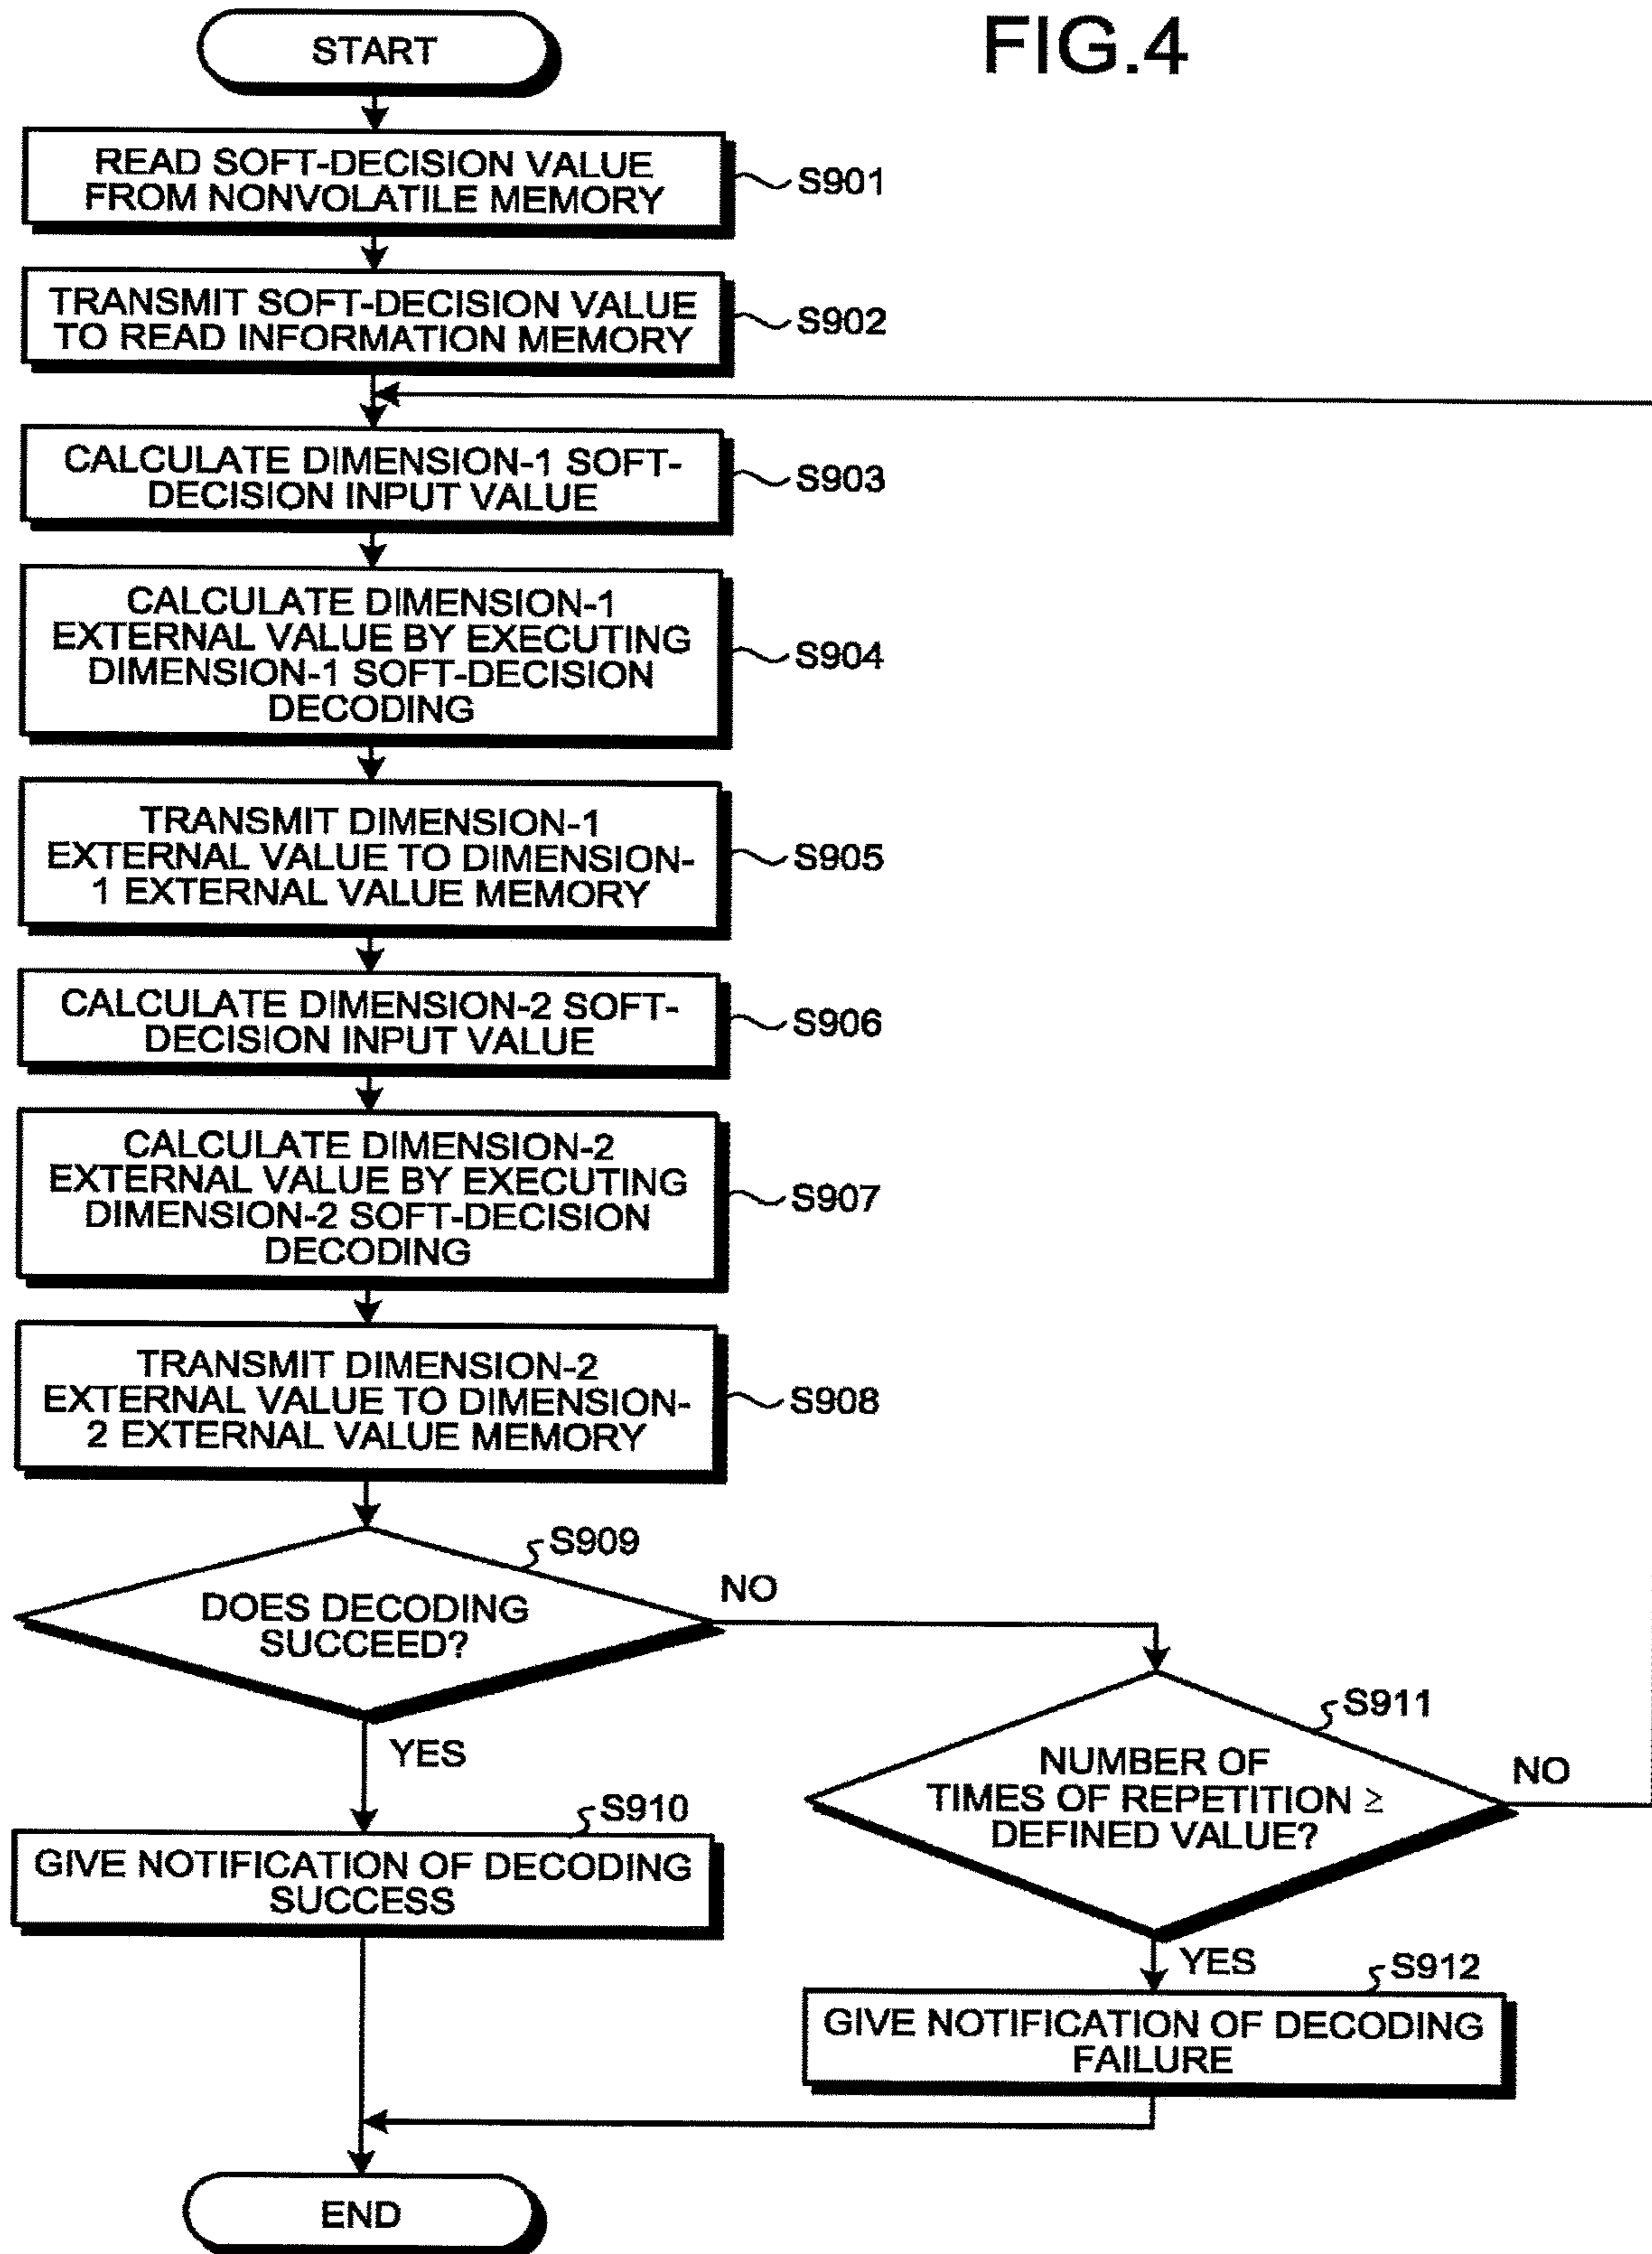 FIG.4
START
READ SOFT-DECISION VALUE
FROM NONVOLATILE MEMORY
S901
TRANSMIT SOFT-DECISION VALUE
TO READ INFORMATION MEMORY
S902
CALCULATE DIMENSION-1 SOFT-
DECISION INPUT VALUE
S903
CALCULATE DIMENSION-1
EXTERNAL VALUE BY EXECUTING
DIMENSION-1 SOFT-DECISION
DECODING
S904
TRANSMIT DIMENSION-1
EXTERNAL VALUE TO DIMENSION-
1 EXTERNAL VALUE MEMORY
S905
CALCULATE DIMENSION-2 SOFT-
DECISION INPUT VALUE
S906
CALCULATE DIMENSION-2
EXTERNAL VALUE BY EXECUTING
DIMENSION-2 SOFT-DECISION
DECODING
S907
TRANSMIT DIMENSION-2
EXTERNAL VALUE TO DIMENSION-
2 EXTERNAL VALUE MEMORY
S908
S909
DOES DECODING
SUCCEED?
NO
YES
S911
NUMBER OF
TIMES OF REPETITION ≥
DEFINED VALUE?
NO
S910
GIVE NOTIFICATION OF DECODING
SUCCESS
YES
S912
GIVE NOTIFICATION OF DECODING
FAILURE
END